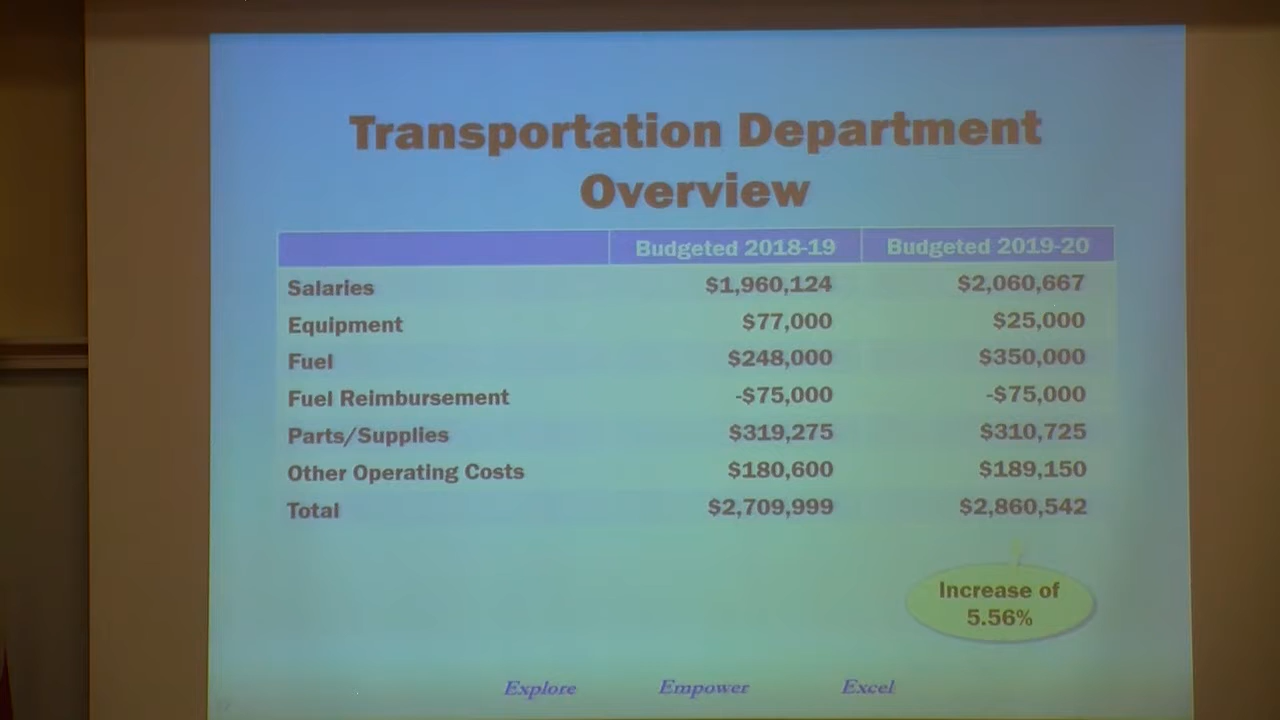 Transportation Department
Overview
Budgeted 2018-19 Budgeted 2019-20
Salaries $1,960,124 $2,060,667
Equipment $77,000 $25,000
Fuel $248,000 $350,000
Fuel Reimbursement -$75,000 -$75,000
Parts/Supplies $319,275 $310,725
Other Operating Costs $180,600 $189,150
Total $2,709,999 $2,860,542
Increase of
5.56%
Explore Empower Excel